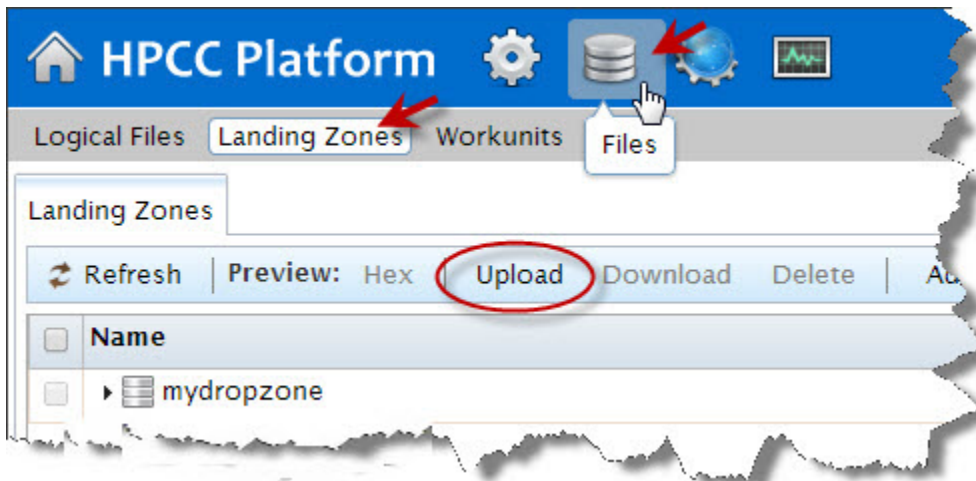 HPCC Platform
Logical Files Landing Zones Workunits
Files
Landing Zones
Refresh Preview: Hex Upload Download Delete
Name
mydropzone